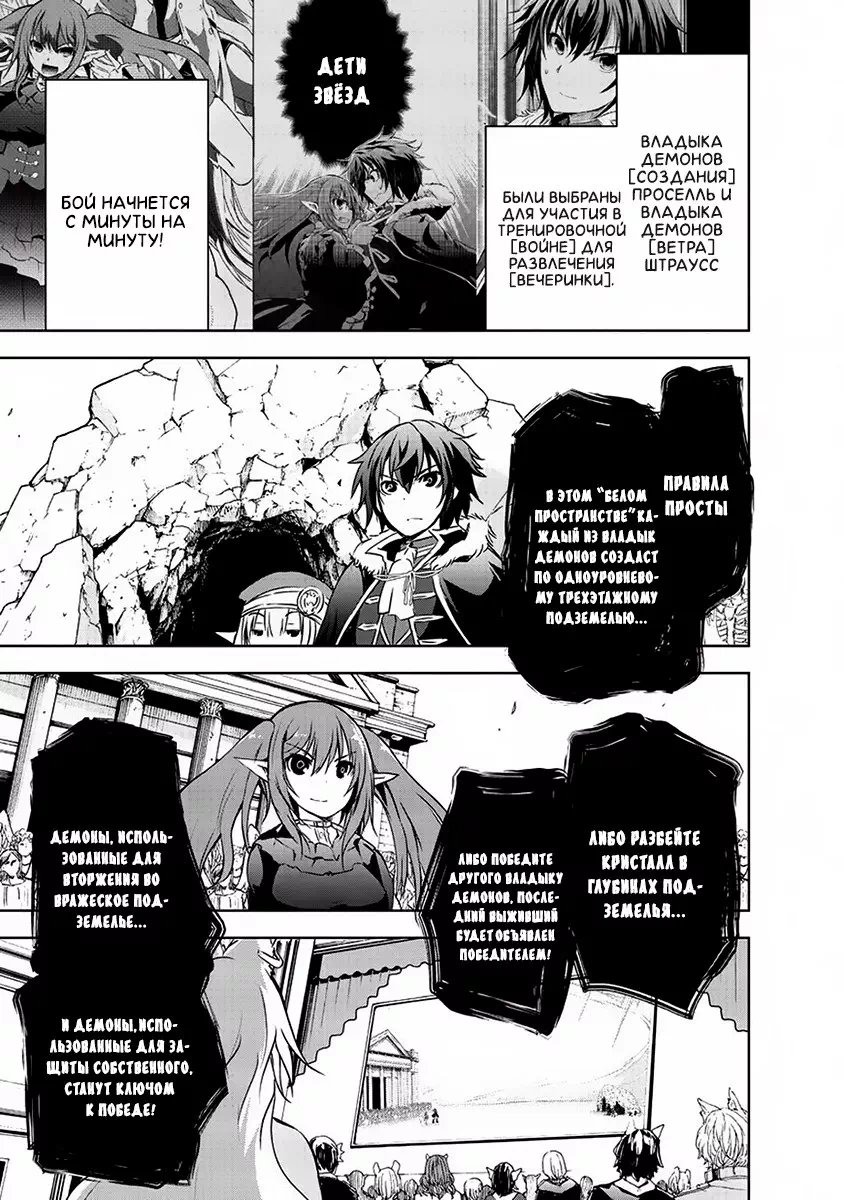 ВЛАДЫКА
ДЕМОНОВ
[СОЗДАНИЯ]
ПРОСЕЛЛЬ И
ВЛАДЫКА
ДЕМОНОВ
[ВЕТРА]
ШТРАУСС
БЫЛИ ВЫБРАНЫ
ДЛЯ УЧАСТИЯ В
ТРЕНИРОВОЧНОЙ
[ВОЙНЕ] ДЛЯ
РАЗВЛЕЧЕНИЯ
[ВЕЧЕРИНКИ].
ДЕТИ
ЗВЁЗД
БОЙ НАЧНЕТСЯ
С МИНУТЫ НА
МИНУТУ!
ПРАВИЛА
ПРОСТЫ
В ЭТОМ "БЕЛОМ
ПРОСТРАНСТВЕ" КА-
ЖДЫЙ ИЗ ВЛАДЫК
ДЕМОНОВ СОЗДАСТ
ПО ОДНОУРОВНЕВО-
МУ ТРЕХЭТАЖНОМУ
ПОДЗЕМЕЛЬЮ...
ЛИБО РАЗБЕЙТЕ
КРИСТАЛЛ В
ГЛУБИНАХ ПОД-
ЗЕМЕЛЬЯ...
ЛИБО ПОБЕДИТЕ
ДРУГОГО ВЛАДЫКУ
ДЕМОНОВ, ПОСЛЕ-
ДНИЙ ВЫЖИВШИЙ
БУДЕТ ОБЪЯВЛЕН
ПОБЕДИТЕЛЕМ!
ДЕМОНЫ, ИСПОЛЬ-
ЗОВАННЫЕ ДЛЯ
ВТОРЖЕНИЯ ВО
ВРАЖЕСКОЕ ПОД-
ЗЕМЕЛЬЕ...
И ДЕМОНЫ, ИСПО-
ЛЬЗОВАННЫЕ ДЛЯ ЗА-
ЩИТЫ СОБСТВЕННОГО,
СТАНУТ КЛЮЧОМ
К ПОБЕДЕ!